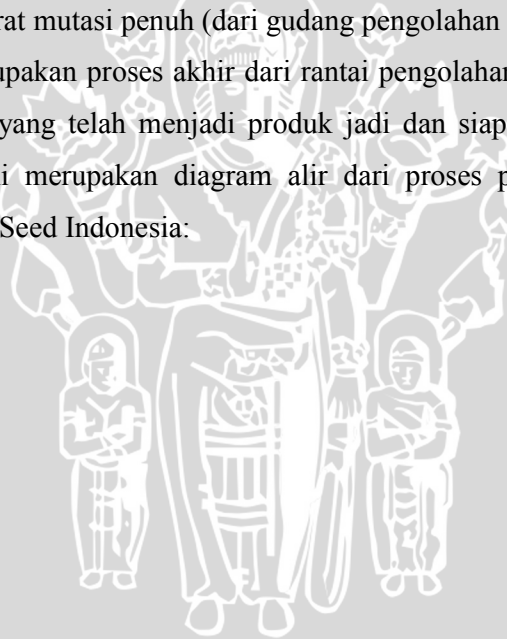 rat mutasi penuh (dari gudang pengolahan
upakan proses akhir dari rantai pengolahan
yang telah menjadi produk jadi dan siap
i merupakan diagram alir dari proses p
Seed Indonesia: